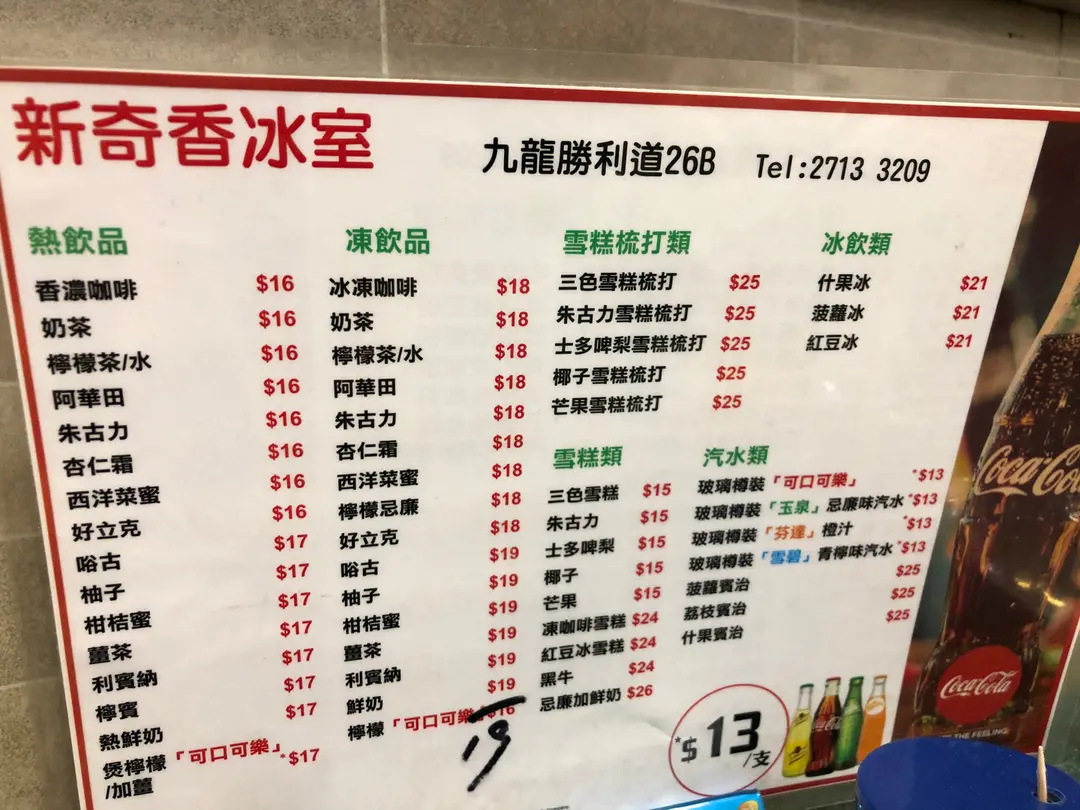 新奇香冰室
九龍勝利道26B
Tel:2713 3209
熱飲品
香濃咖啡 $16
奶茶 $16
檸檬茶/水 $16
阿華田 $16
朱古力 $16
杏仁霜 $16
西洋菜蜜 $16
好立克 $16
唂古 $17
柚子 $17
柑桔蜜 $17
薑茶 $17
利賓納 $17
檸賓 $17
熱鮮奶 $17
煲檸檬「可口可樂」 *$17
/加薑
凍飲品
冰凍咖啡 $18
奶茶 $18
檸檬茶/水 $18
阿華田 $18
朱古力 $18
杏仁霜 $18
西洋菜蜜 $18
檸檬忌廉 $18
好立克 $18
唂古 $19
柚子 $19
柑桔蜜 $19
薑茶 $19
利賓納 $19
鮮奶 $19
檸檬「可口可樂」$16
19
雪糕梳打類
三色雪糕梳打 $25
朱古力雪糕梳打 $25
士多啤梨雪糕梳打 $25
椰子雪糕梳打 $25
芒果雪糕梳打 $25
冰飲類
什果冰 $21
菠蘿冰 $21
紅豆冰 $21
雪糕類
三色雪糕 $15
朱古力 $15
士多啤梨 $15
椰子 $15
芒果 $15
凍咖啡雪糕 $24
紅豆冰雪糕 $24
黑牛 $24
忌廉加鮮奶 $26
汽水類
玻璃樽裝「可口可樂」 *$13
玻璃樽裝「玉泉」忌廉味汽水 *$13
玻璃樽裝「芬達」橙汁 *$13
玻璃樽裝「雪碧」青檸味汽水 *$13
菠蘿賓治 $25
荔枝賓治 $25
什果賓治 $25
*$13/支
Coca-Cola
Coca-Cola
THE FEELING